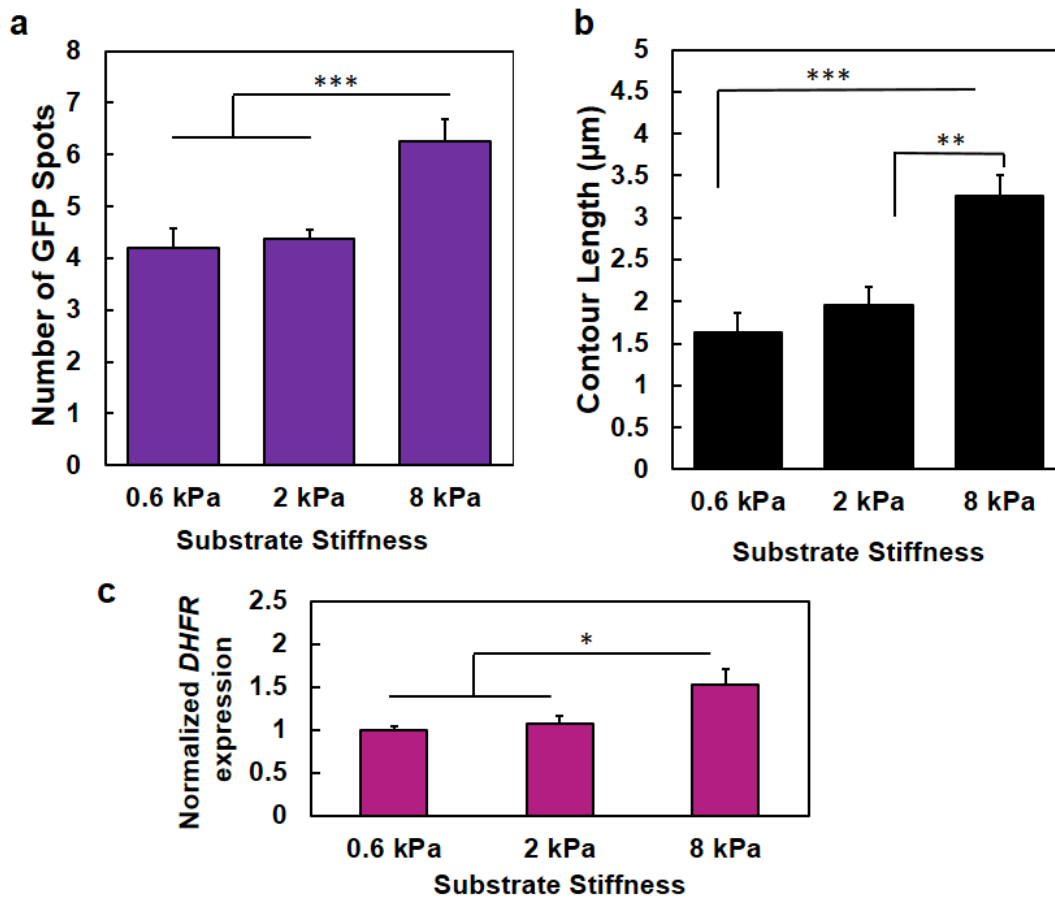 a
8
7
6
5
4
3
2
1
0
Number of GFP Spots
***
0.6 kPa 2 kPa 8 kPa
Substrate Stiffness
b
5
4.5
4
3.5
3
2.5
2
1.5
1
0.5
0
Contour Length (µm)
***
**
0.6 kPa 2 kPa 8 kPa
Substrate Stiffness
c
2.5
2
1.5
1
0.5
0
Normalized DHFR
expression
*
0.6 kPa 2 kPa 8 kPa
Substrate Stiffness